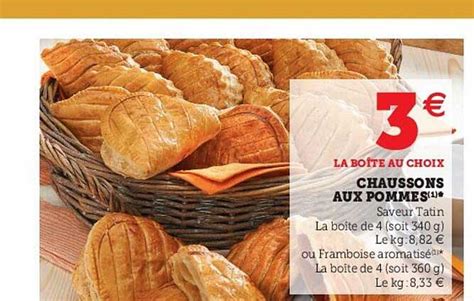 3€
LA BOÎTE AU CHOIX
CHAUSSONS
AUX POMMES(1)*
Saveur Tatin
La boîte de 4 (soit 340 g)
Le kg : 8,82 €
ou Framboise aromatisé(1)*
La boîte de 4 (soit 360 g)
Le kg : 8,33 €